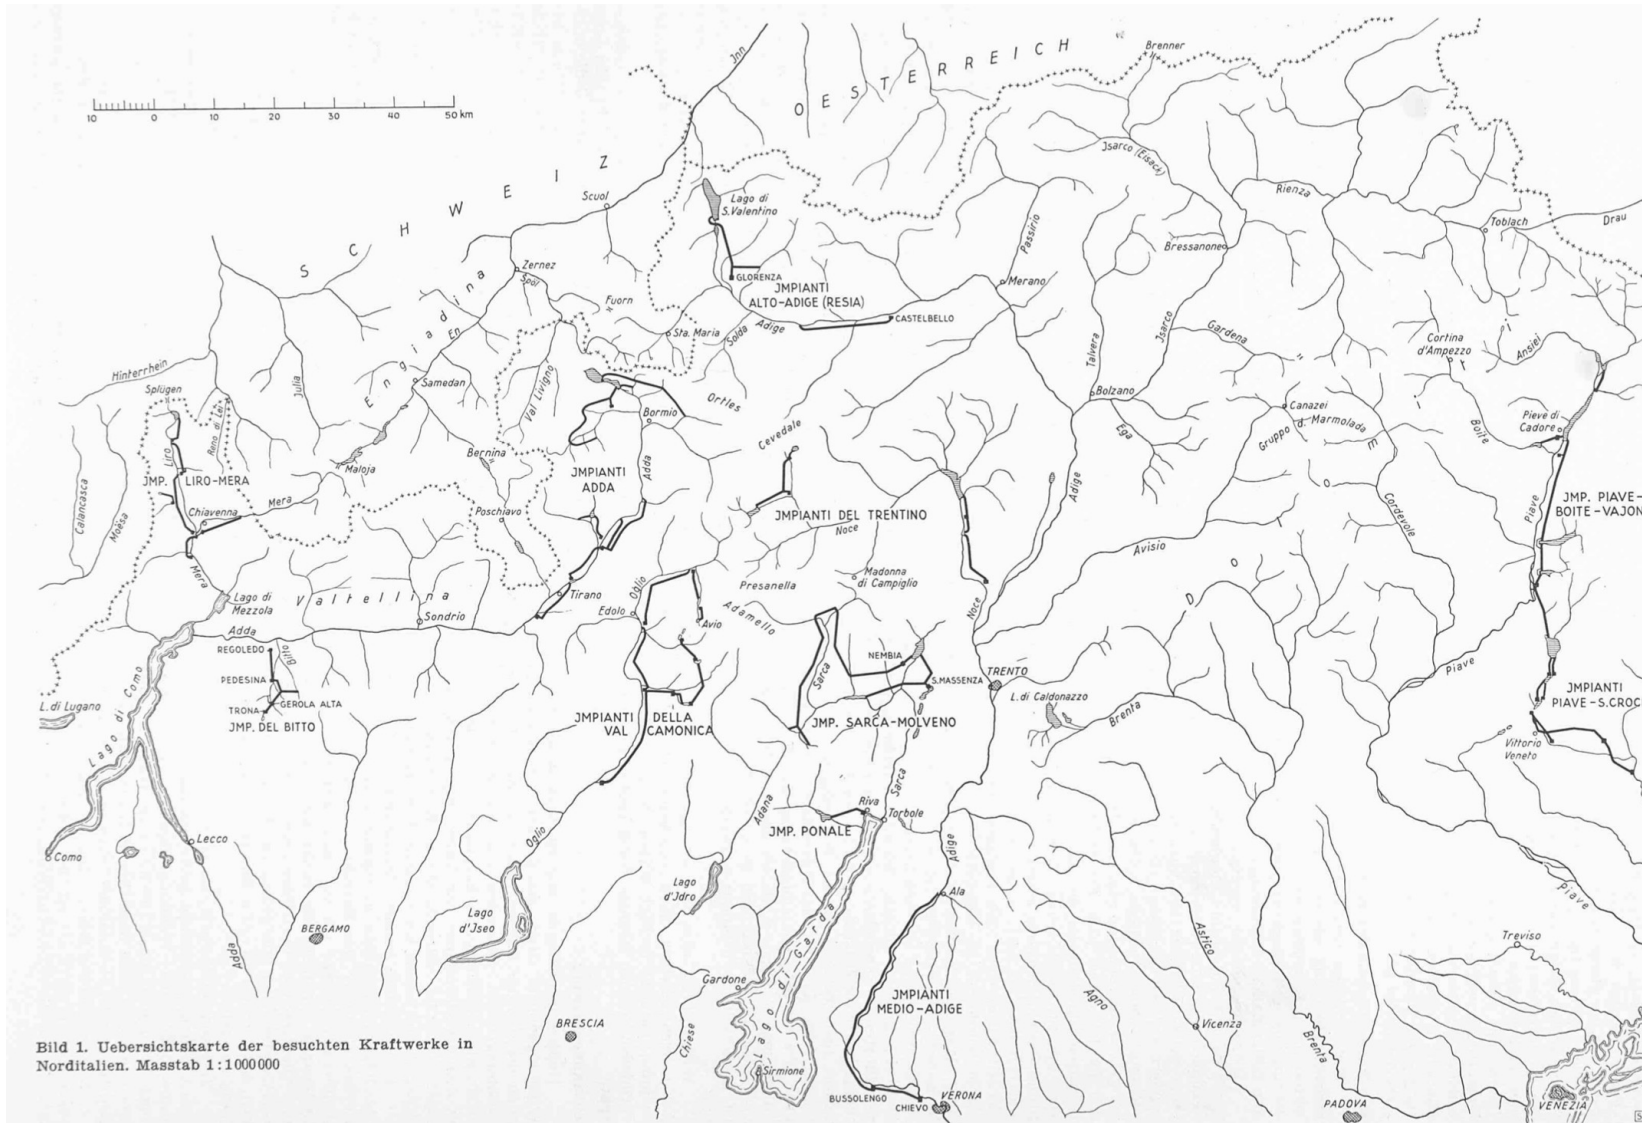 Brenner
OESTERREICH
Jnn
10 0 10 20 30 40 50 km
Jsarco (Eisack)
SCHWEIZ
Scuol
Lago di
S.Valentino
Rienza
Passirio
Toblach
Drau
Bressanone
Zernez
Spöl
GLORENZA
JMPIANTI
ALTO-ADIGE (RESIA)
Merano
Engiadina
En
Fuorn
Sta. Maria
Solda
Adige
CASTELBELLO
Talvera
Jsarco
Gardena
Cortina
d'Ampezzo
Ansiei
Hinterrhein
Splügen
Julia
Samedan
Val Livigno
Ortles
Bormio
Bolzano
Canazei
Gruppo d. Marmolada
Pieve di
Cadore
Boite
Ega
Reno di Lei
Liro
Cevedale
Bernina
Maloja
JMPIANTI
ADDA
Adda
JMP. LIRO-MERA
Mera
Chiavenna
Poschiavo
Calancasca
Moësa
JMPIANTI DEL TRENTINO
Noce
Adige
Cordevole
Piave
JMP. PIAVE-
BOITE-VAJON
Avisio
Dolomiti
Mera
Lago di
Mezzola
Valtellina
Tirano
Oglio
Edolo
Avio
Presanella
Adamello
Madonna
di Campiglio
Noce
Sondrio
Adda
REGOLEDO
Bitto
PEDESINA
TRONA
GEROLA ALTA
JMP. DEL BITTO
Sarca
NEMBIA
S.MASSENZA
TRENTO
L. di Caldonazzo
Piave
JMPIANTI
PIAVE-S.CROC
L. di Lugano
Lago di Como
JMPIANTI DELLA
VAL CAMONICA
JMP. SARCA-MOLVENO
Brenta
Vittorio
Veneto
Sarca
Adana
Riva
Torbole
JMP. PONALE
Adige
Como
Lecco
Oglio
Lago
d'Jdro
Ala
Piave
Lago
d'Jseo
BERGAMO
Adda
Lago di Garda
Astico
Treviso
Gardone
JMPIANTI
MEDIO-ADIGE
Agno
Vicenza
BRESCIA
Chiese
Brenta
Sirmione
Bild 1. Uebersichtskarte der besuchten Kraftwerke in
Norditalien. Masstab 1:1000000
BUSSOLENGO
CHIEVO
VERONA
PADOVA
VENEZIA